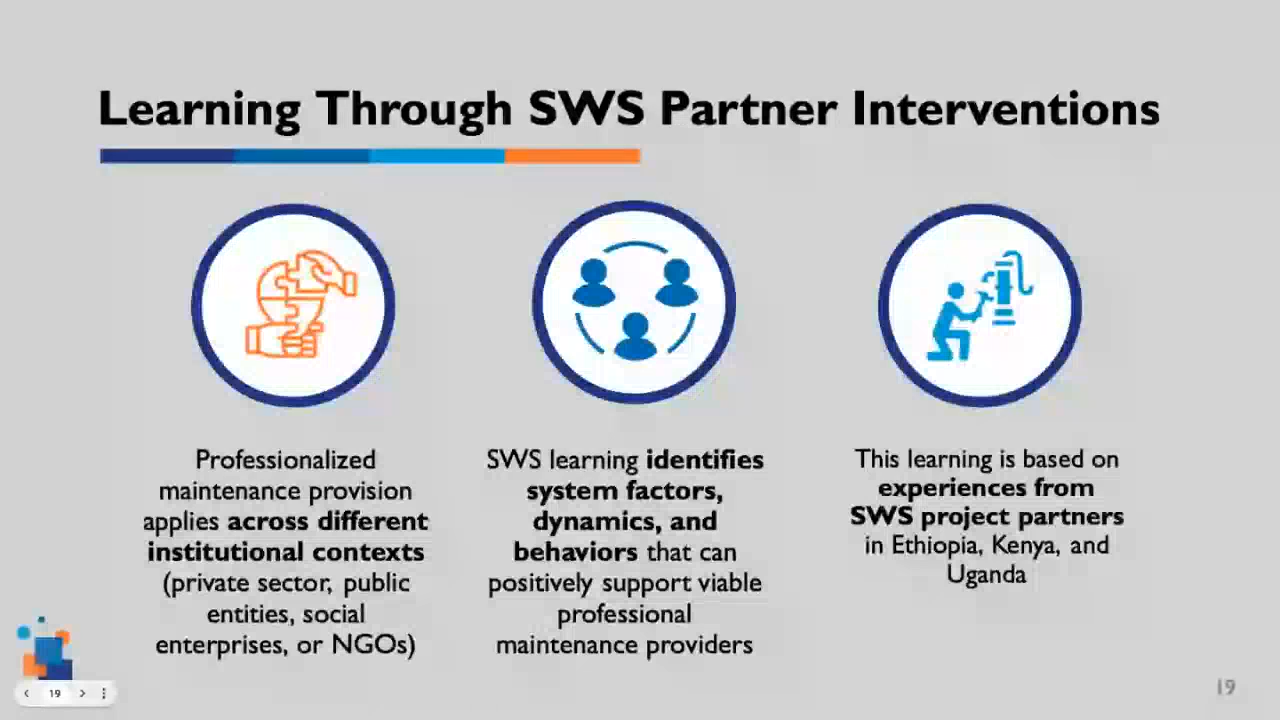 Learning Through SWS Partner Interventions
Professionalized
maintenance provision
applies across different
institutional contexts
(private sector, public
entities, social
enterprises, or NGOs)
SWS learning identifies
system factors,
dynamics, and
behaviors that can
positively support viable
professional
maintenance providers
This learning is based on
experiences from
SWS project partners
in Ethiopia, Kenya, and
Uganda
19
19